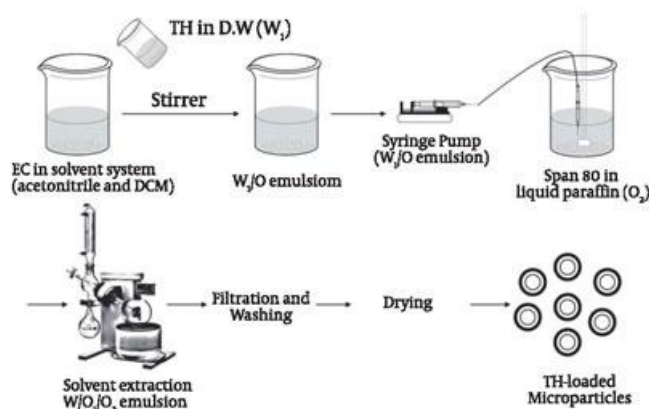 TH in D.W (W₁)
Stirrer
EC in solvent system
(acetonitrile and DCM)
W₁/O emulsiom
Syringe Pump
(W₁/O emulsion)
Span 80 in
liquid paraffin (O₂)
Solvent extraction
W/O₁/O₂ emulsion
Filtration and
Washing
Drying
TH-loaded
Microparticles